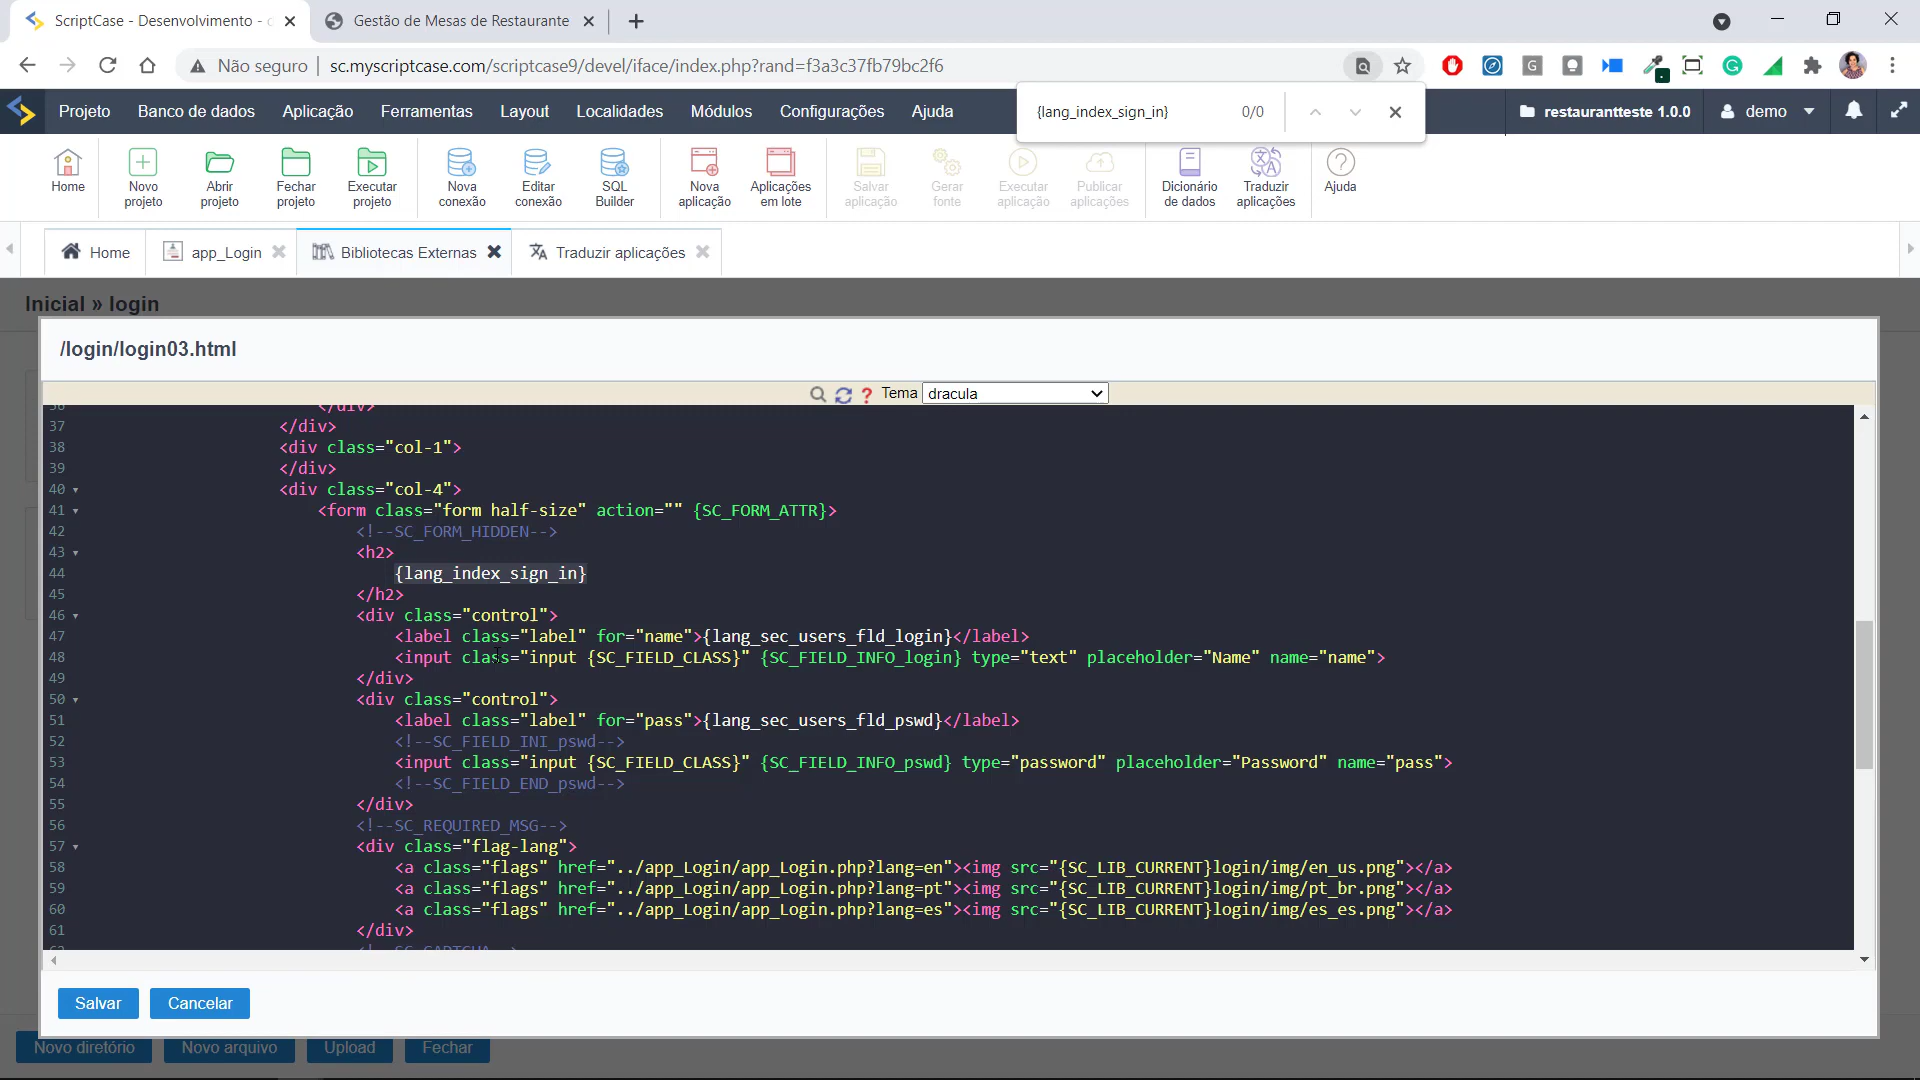 ScriptCase - Desenvolvimento - c
Gestão de Mesas de Restaurante
Não seguro | sc.myscriptcase.com/scriptcase9/devel/iface/index.php?rand=f3a3c37fb79bc2f6
{lang_index_sign_in} 0/0
Projeto Banco de dados Aplicação Ferramentas Layout Localidades Módulos Configurações Ajuda restaurantteste 1.0.0 demo
Home
Novo projeto
Abrir projeto
Fechar projeto
Executar projeto
Nova conexão
Editar conexão
SQL Builder
Nova aplicação
Aplicações em lote
Salvar aplicação
Gerar fonte
Executar aplicação
Publicar aplicações
Dicionário de dados
Traduzir aplicações
Ajuda
Home app_Login Bibliotecas Externas Traduzir aplicações
Inicial » login
/login/login03.html
? Tema dracula
36 </div>
37 </div>
38 <div class="col-1">
39 </div>
40 <div class="col-4">
41 <form class="form half-size" action="" {SC_FORM_ATTR}>
42 <!--SC_FORM_HIDDEN-->
43 <h2>
44 {lang_index_sign_in}
45 </h2>
46 <div class="control">
47 <label class="label" for="name">{lang_sec_users_fld_login}</label>
48 <input class="input {SC_FIELD_CLASS}" {SC_FIELD_INFO_login} type="text" placeholder="Name" name="name">
49 </div>
50 <div class="control">
51 <label class="label" for="pass">{lang_sec_users_fld_pswd}</label>
52 <!--SC_FIELD_INI_pswd-->
53 <input class="input {SC_FIELD_CLASS}" {SC_FIELD_INFO_pswd} type="password" placeholder="Password" name="pass">
54 <!--SC_FIELD_END_pswd-->
55 </div>
56 <!--SC_REQUIRED_MSG-->
57 <div class="flag-lang">
58 <a class="flags" href="../app_Login/app_Login.php?lang=en"><img src="{SC_LIB_CURRENT}login/img/en_us.png"></a>
59 <a class="flags" href="../app_Login/app_Login.php?lang=pt"><img src="{SC_LIB_CURRENT}login/img/pt_br.png"></a>
60 <a class="flags" href="../app_Login/app_Login.php?lang=es"><img src="{SC_LIB_CURRENT}login/img/es_es.png"></a>
61 </div>
62 <!--SC_CAPTCHA-->
Salvar Cancelar
Novo diretório Novo arquivo Upload Fechar